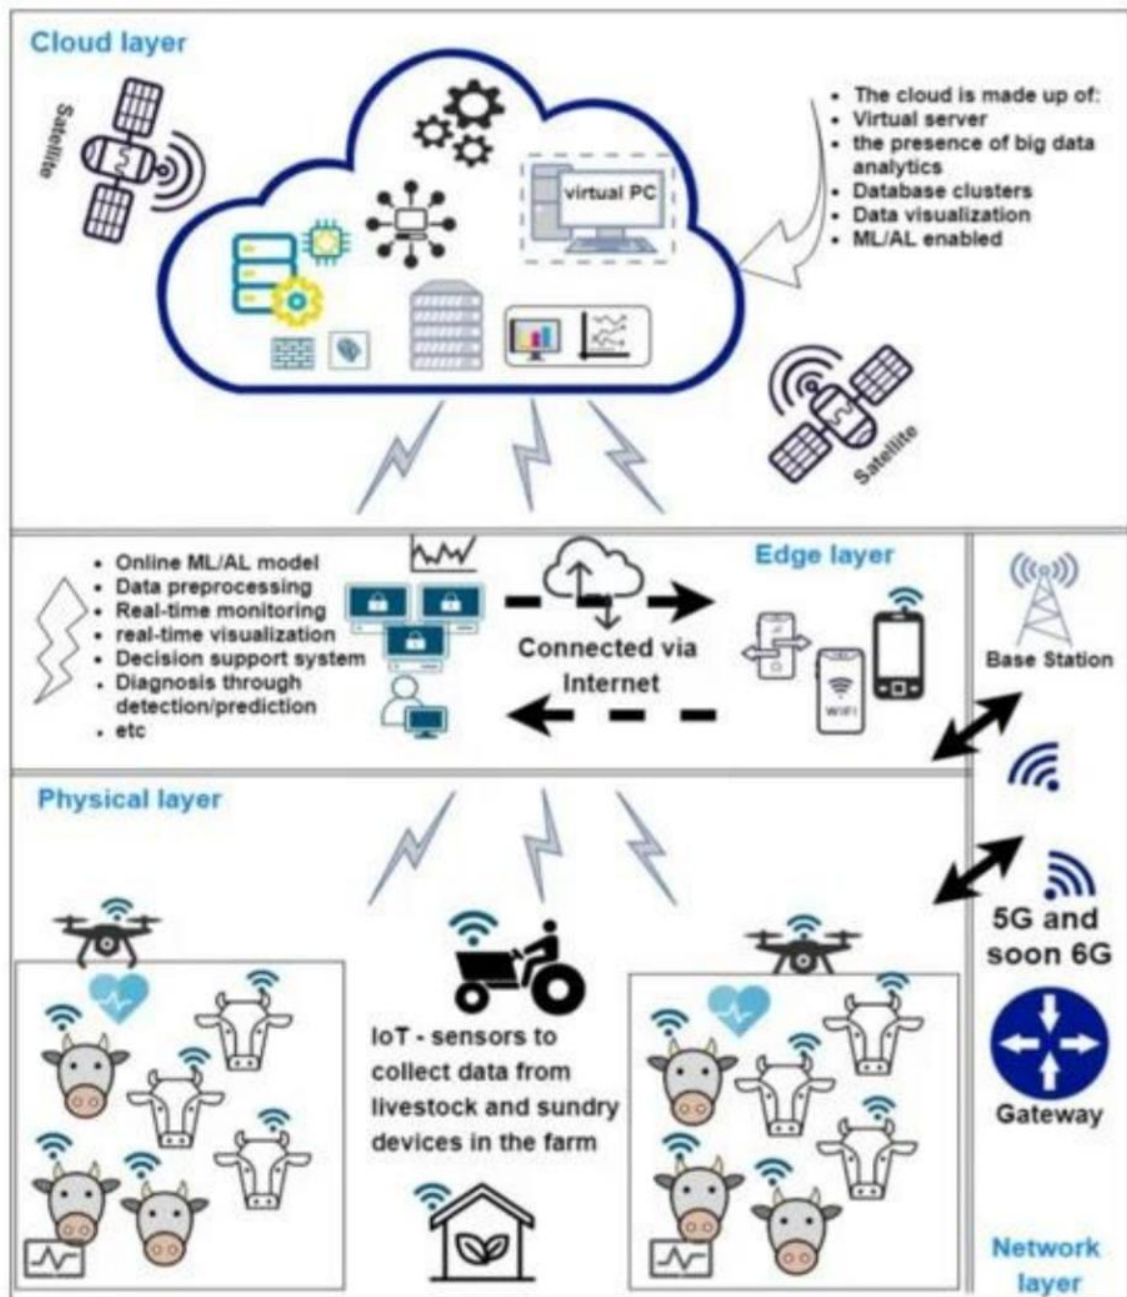 Cloud layer
Satellite
virtual PC
• The cloud is made up of:
• Virtual server
• the presence of big data
analytics
• Database clusters
• Data visualization
• ML/AL enabled
Satellite
• Online ML/AL model
• Data preprocessing
• Real-time monitoring
• real-time visualization
• Decision support system
• Diagnosis through
detection/prediction
• etc
Connected via
Internet
Edge layer
WIFI
Base Station
Physical layer
IoT - sensors to
collect data from
livestock and sundry
devices in the farm
5G and
soon 6G
Gateway
Network
layer